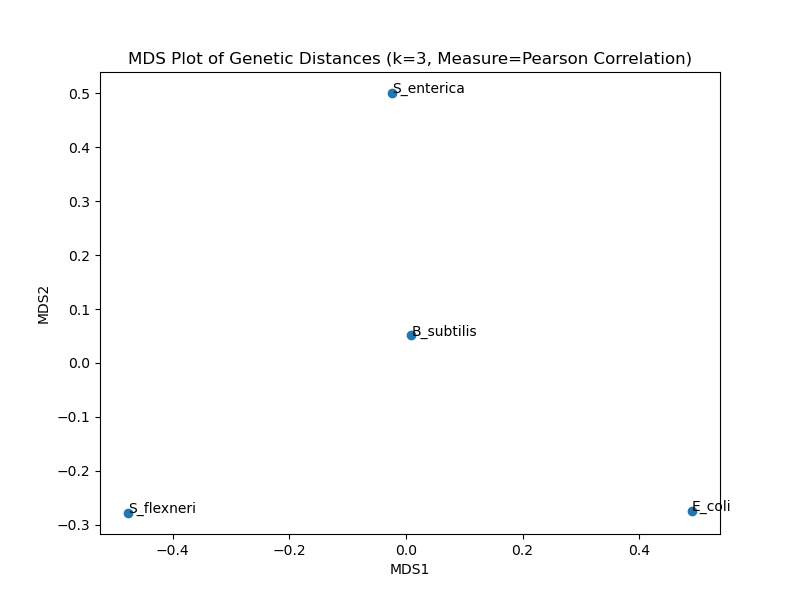 MDS Plot of Genetic Distances (k=3, Measure=Pearson Correlation)
0.5
S_enterica
0.4
0.3
0.2
0.1
B_subtilis
0.0
−0.1
−0.2
−0.3
S_flexneri
E_coli
−0.4
−0.2
0.0
0.2
0.4
MDS1
MDS2